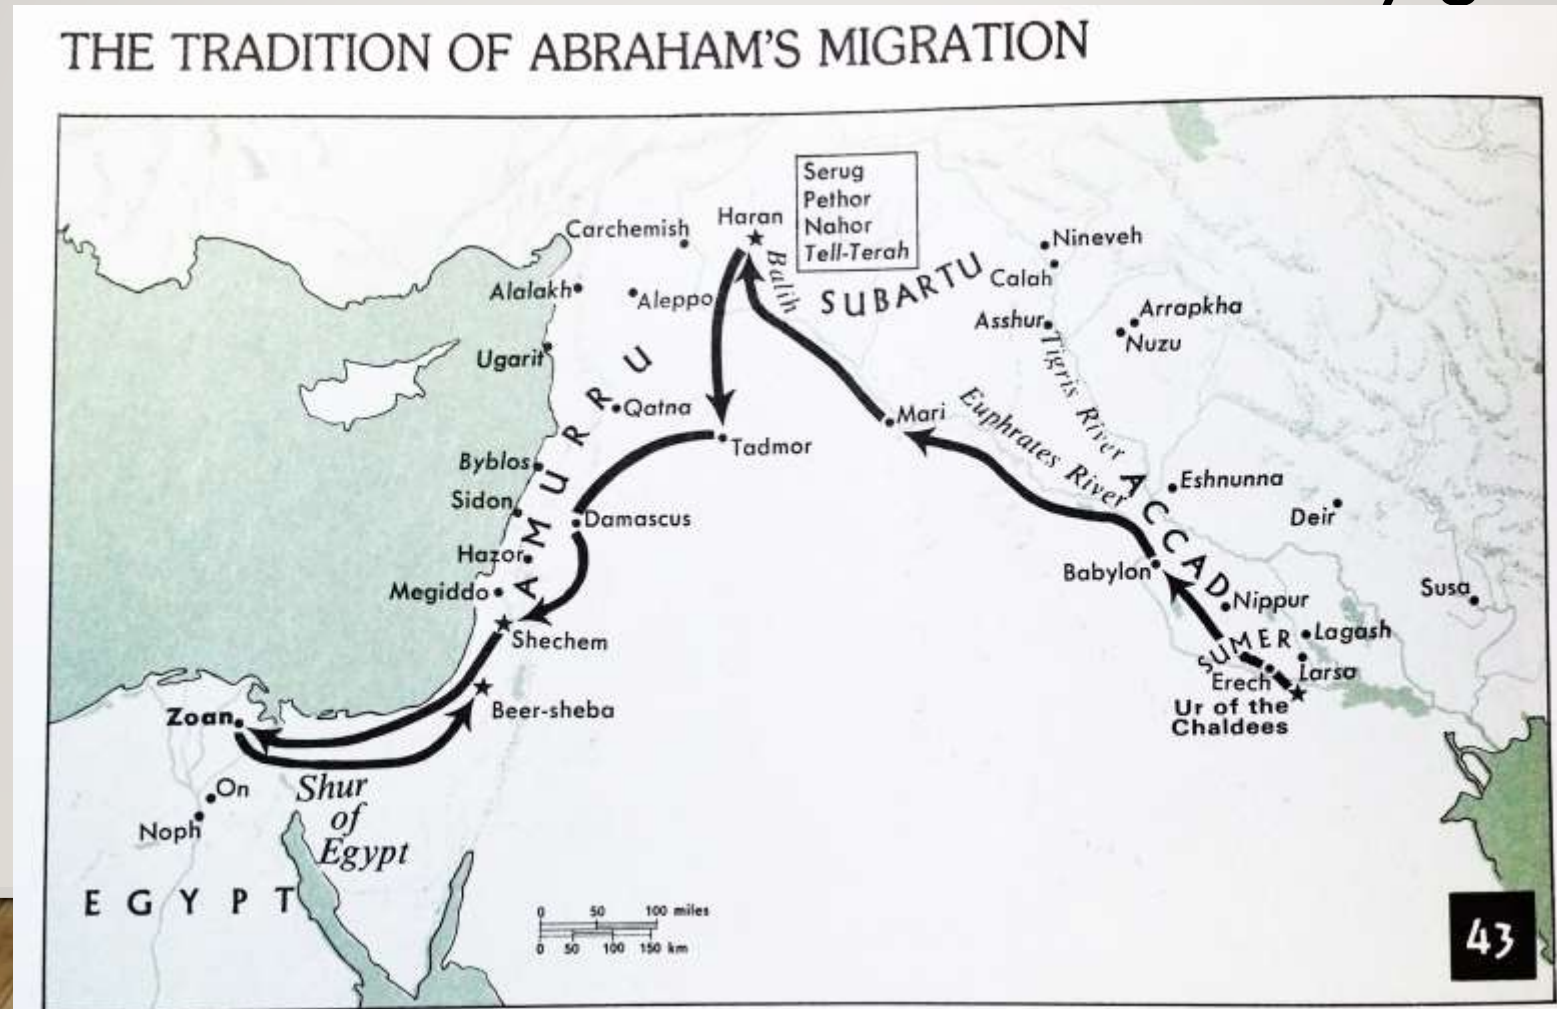 THE TRADITION OF ABRAHAM'S MIGRATION
Serug
Pethor
Nahor
Tell-Terah
Haran
Carchemish
Balih
SUBARTU
Nineveh
Calah
Alalakh
Aleppo
Asshur
Arrapkha
Nuzu
Tigris River
Ugarit
AMURRU
Qatna
Mari
Euphrates River
Tadmor
Byblos
Sidon
Damascus
ACCAD
Eshnunna
Deir
Hazor
Megiddo
Babylon
Nippur
Susa
Shechem
SUMER
Lagash
Larsa
Erech
Ur of the
Chaldees
Beer-sheba
Zoan
On
Noph
Shur
of
Egypt
EGYPT
0 50 100 miles
0 50 100 150 km
43